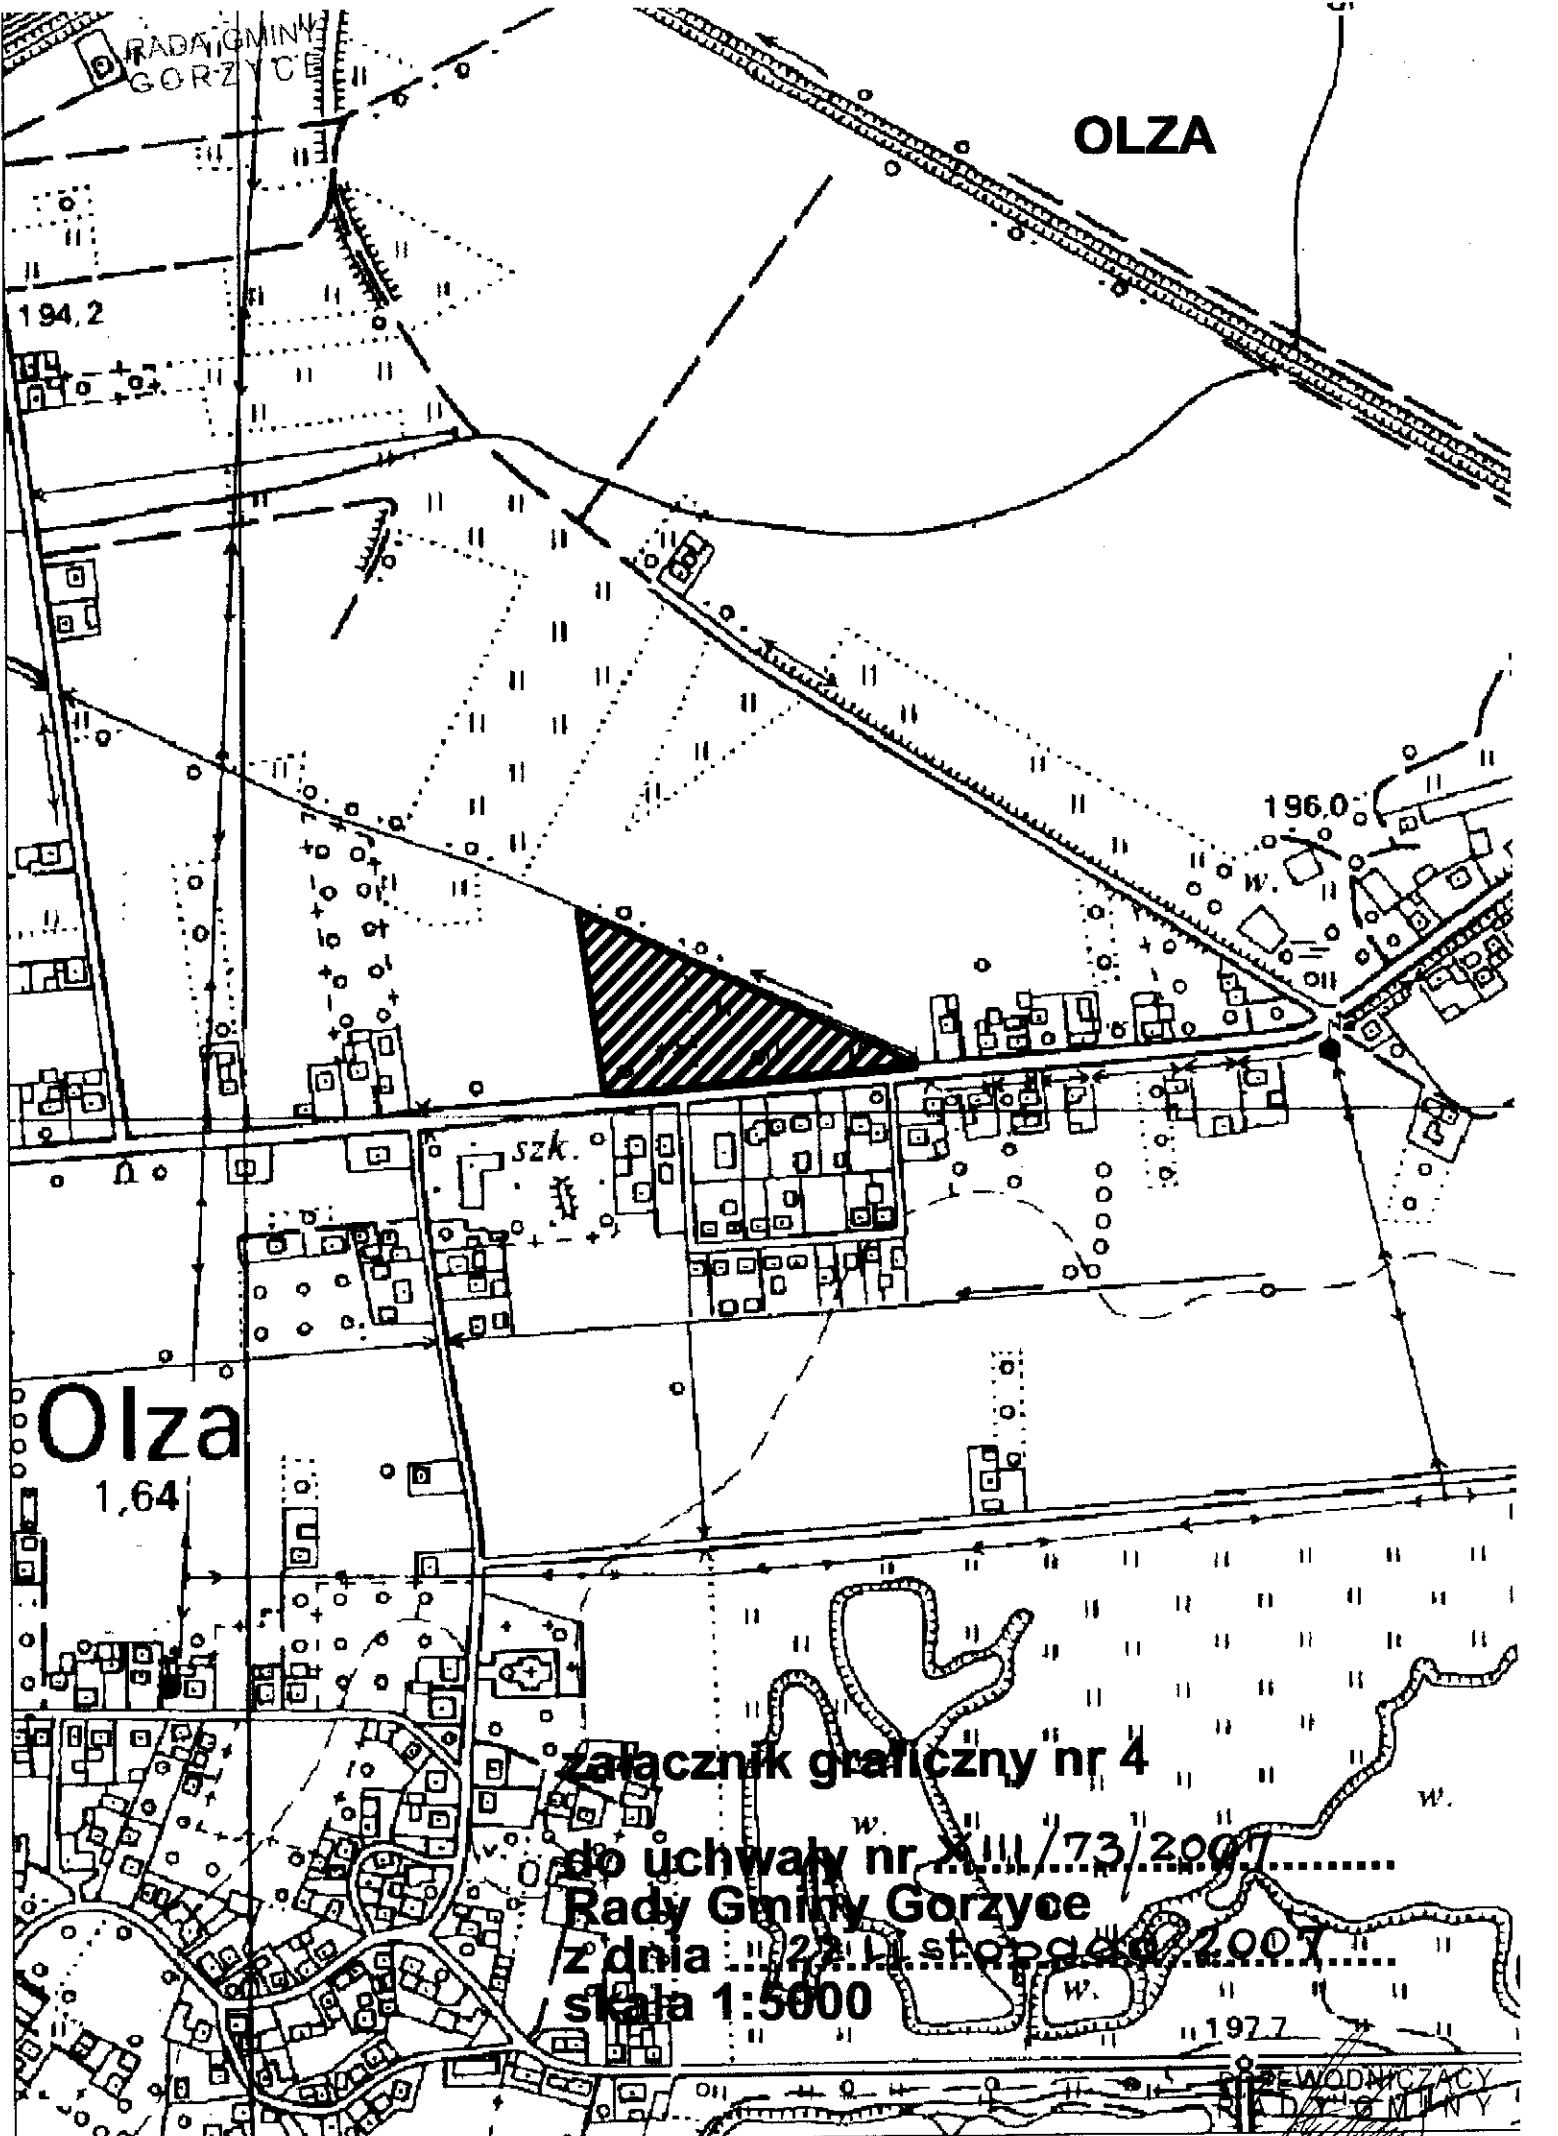 RADA GMINY
GORZYCE
OLZA
194,2
196,0
w.
szk.
Olza
1,64
załacznik graficzny nr 4
w.
w.
do uchwały nr XIII/73/2007
Rady Gminy Gorzyce
z dnia 22 listopada 2007
w.
skala 1:5000
197,7
PRZEWODNICZĄCY
RADY GMINY